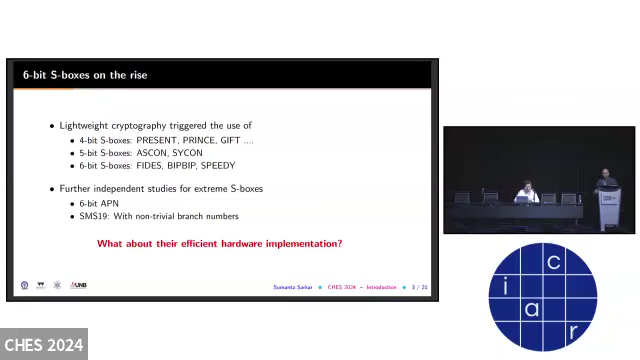 6-bit S-boxes on the rise
• Lightweight cryptography triggered the use of
• 4-bit S-boxes: PRESENT, PRINCE, GIFT ....
• 5-bit S-boxes: ASCON, SYCON
• 6-bit S-boxes: FIDES, BIPBIP, SPEEDY
• Further independent studies for extreme S-boxes
• 6-bit APN
• SMS19: With non-trivial branch numbers
What about their efficient hardware implementation?
UNB
Sumanta Sarkar • CHES 2024 – Introduction • 3 / 21
c
i
a
r
CHES 2024